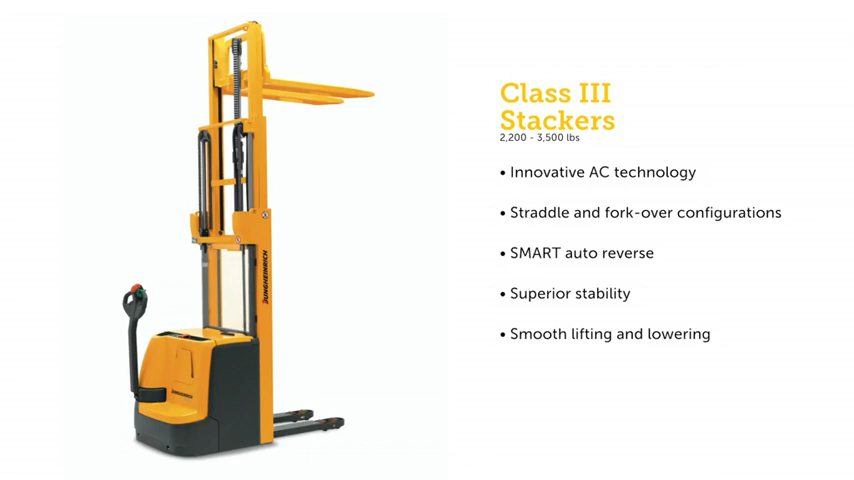 Class III
Stackers
2,200 - 3,500 lbs
• Innovative AC technology
• Straddle and fork-over configurations
• SMART auto reverse
• Superior stability
• Smooth lifting and lowering
JUNGHEINRICH
JUNGHEINRICH